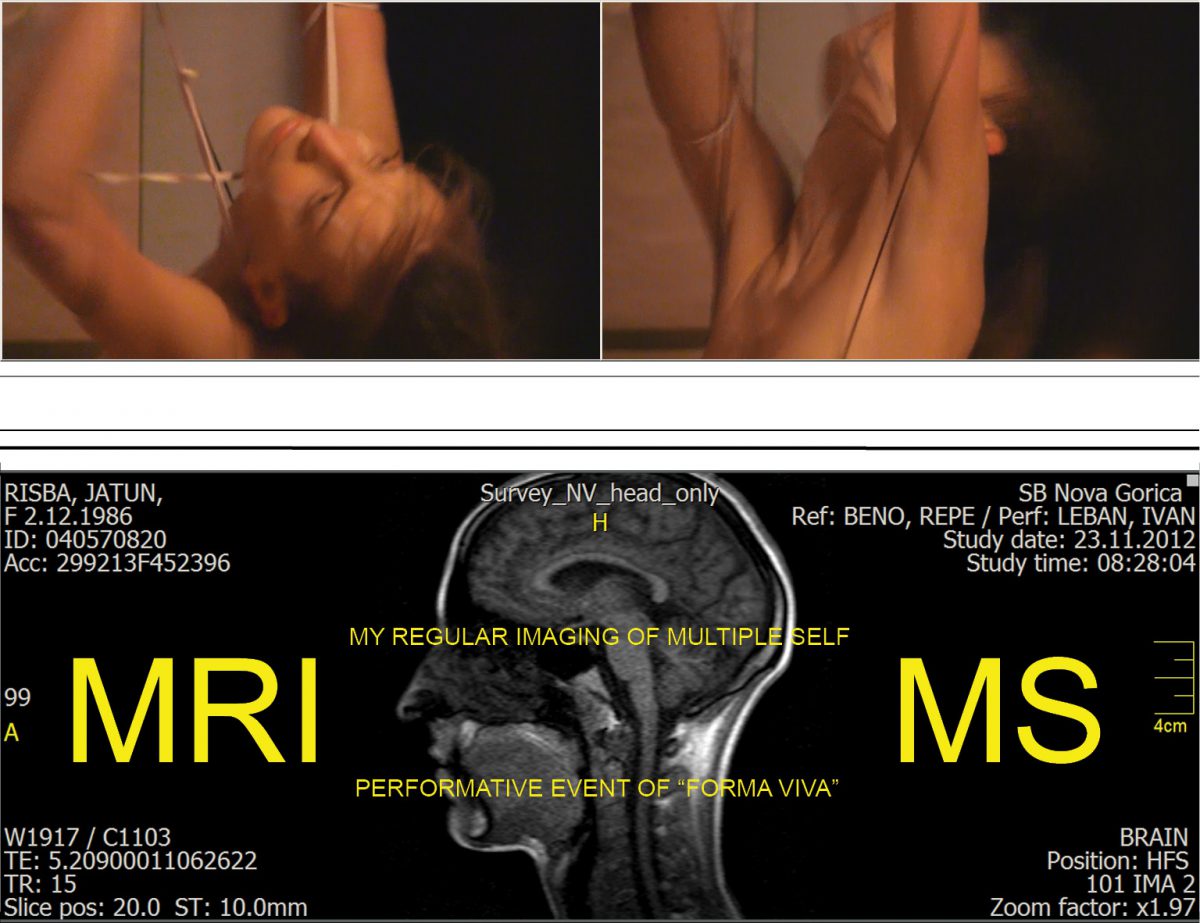 RISBA, JATUN,
F 2.12.1986
ID: 040570820
Acc: 299213F452396
Survey_NV_head_only
H
SB Nova Gorica
Ref: BENO, REPE / Perf: LEBAN, IVAN
Study date: 23.11.2012
Study time: 08:28:04
MY REGULAR IMAGING OF MULTIPLE SELF
99
A
MRI
MS
4cm
PERFORMATIVE EVENT OF “FORMA VIVA”
W1917 / C1103
TE: 5.20900011062622
TR: 15
Slice pos: 20.0 ST: 10.0mm
BRAIN
Position: HFS
101 IMA 2
Zoom factor: x1.97